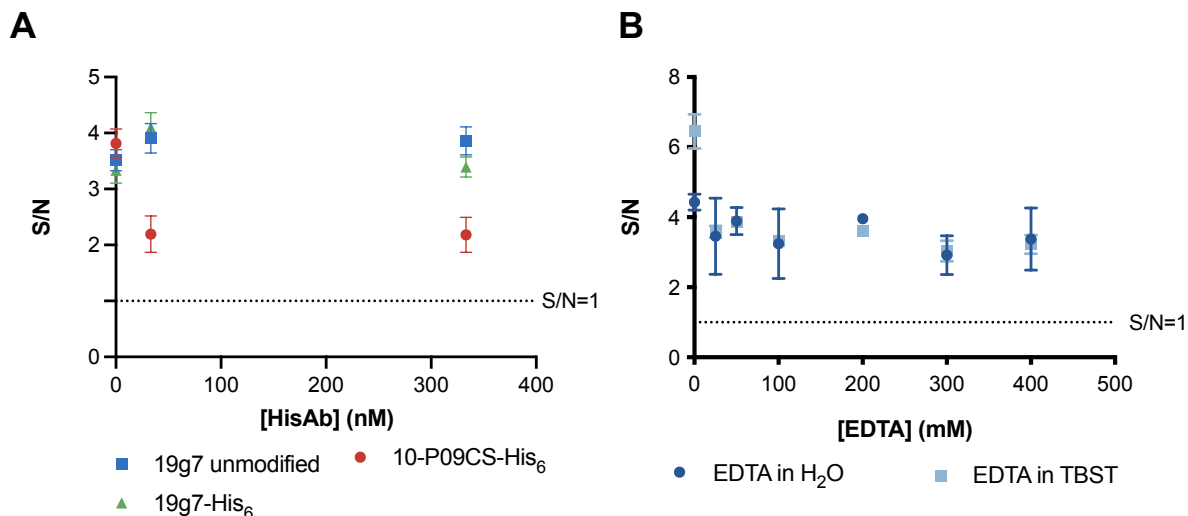 A
S/N
5
4
3
2
1
0
S/N=1
0
100
200
300
400
[HisAb] (nM)
19g7 unmodified
10-P09CS-His₆
19g7-His₆
B
S/N
8
6
4
2
0
S/N=1
0
100
200
300
400
500
[EDTA] (mM)
EDTA in H₂O
EDTA in TBST